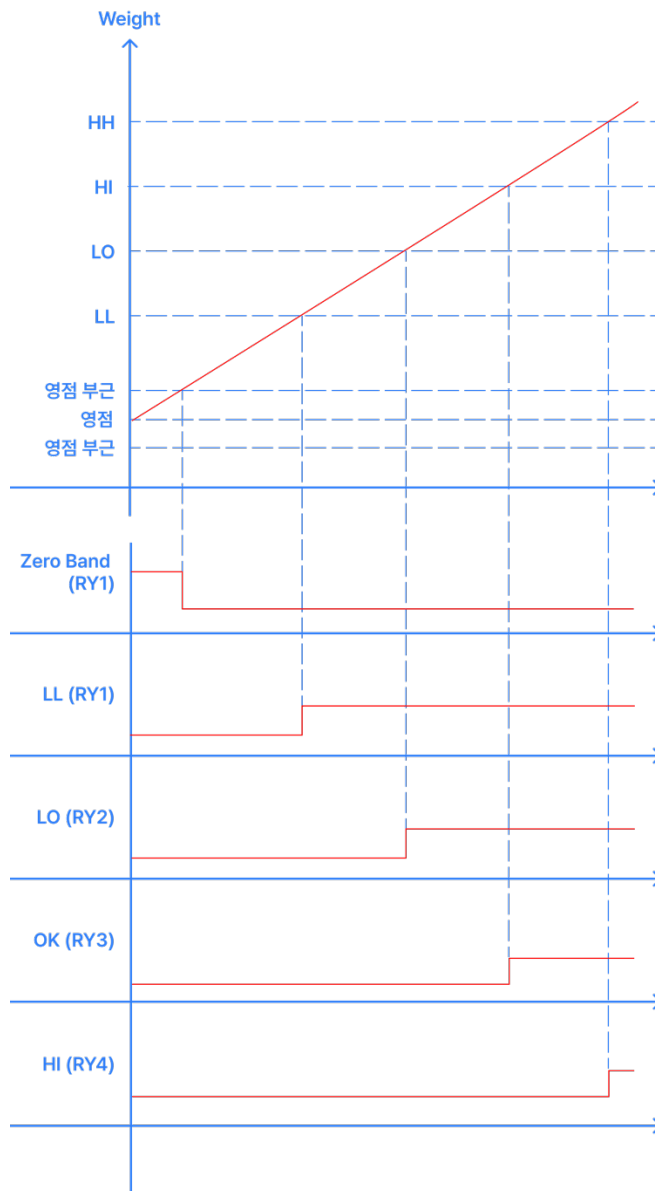 Weight
HH
HI
LO
LL
영점 부근
영점
영점 부근
Zero Band
(RY1)
LL (RY1)
LO (RY2)
OK (RY3)
HI (RY4)